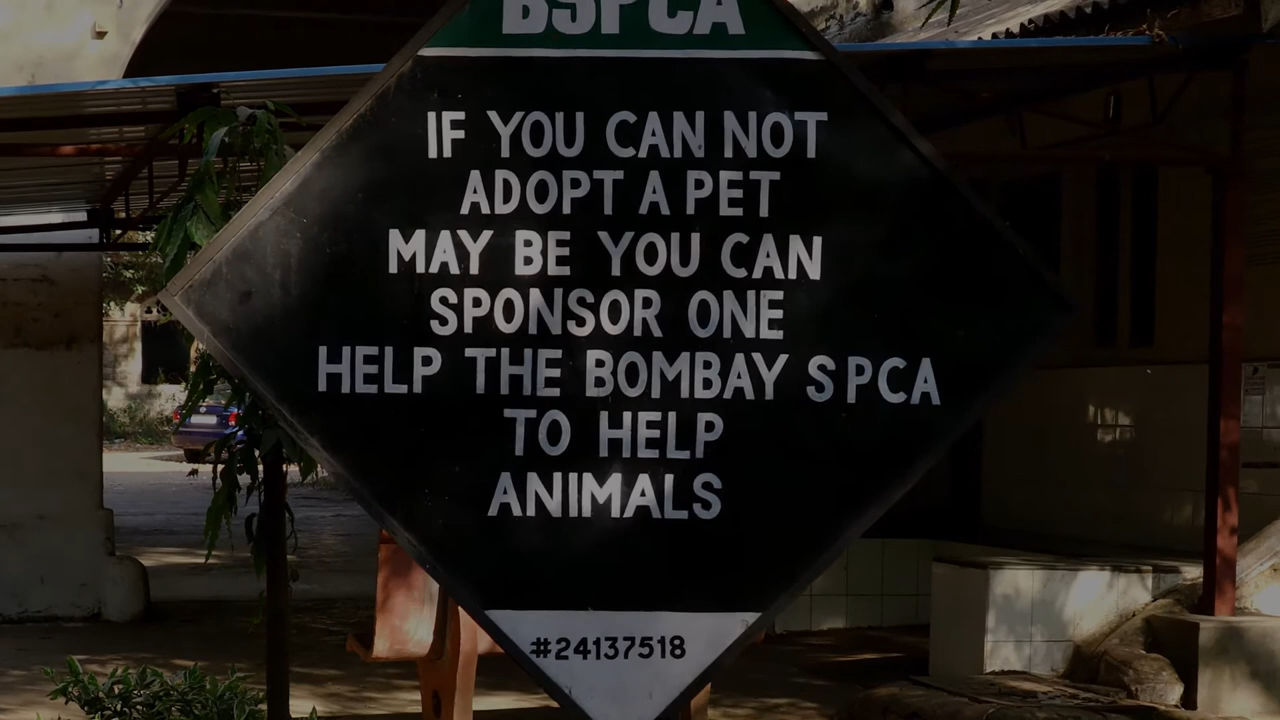 BSPCA
IF YOU CAN NOT
ADOPT A PET
MAY BE YOU CAN
SPONSOR ONE
HELP THE BOMBAY SPCA
TO HELP
ANIMALS
#24137518